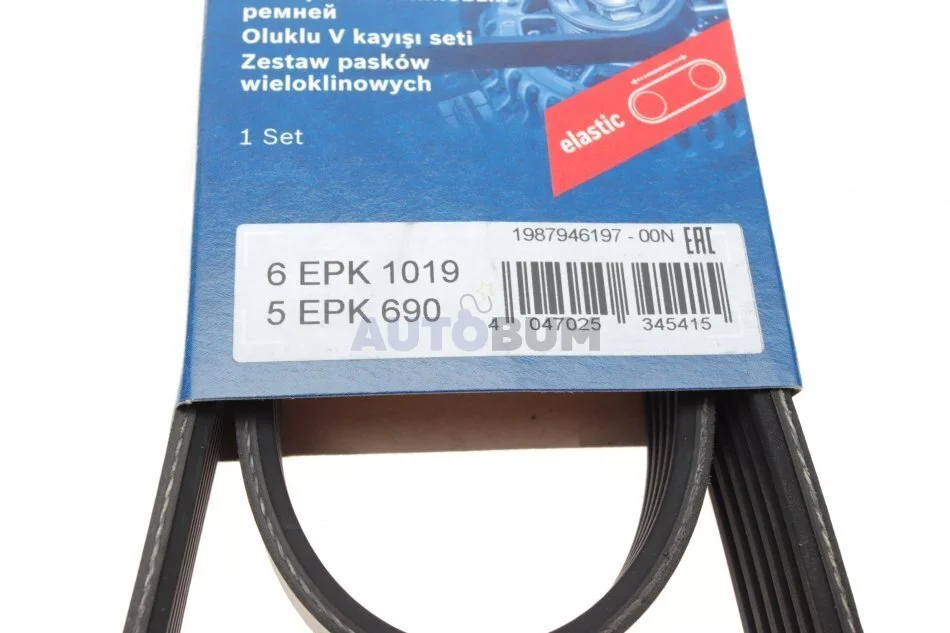 ремней
Oluklu V kayışı seti
Zestaw pasków
wieloklinowych
1 Set
elastic
1987946197 - 00N EAC
6 EPK 1019
5 EPK 690
4 047025 345415
AUTOBUM